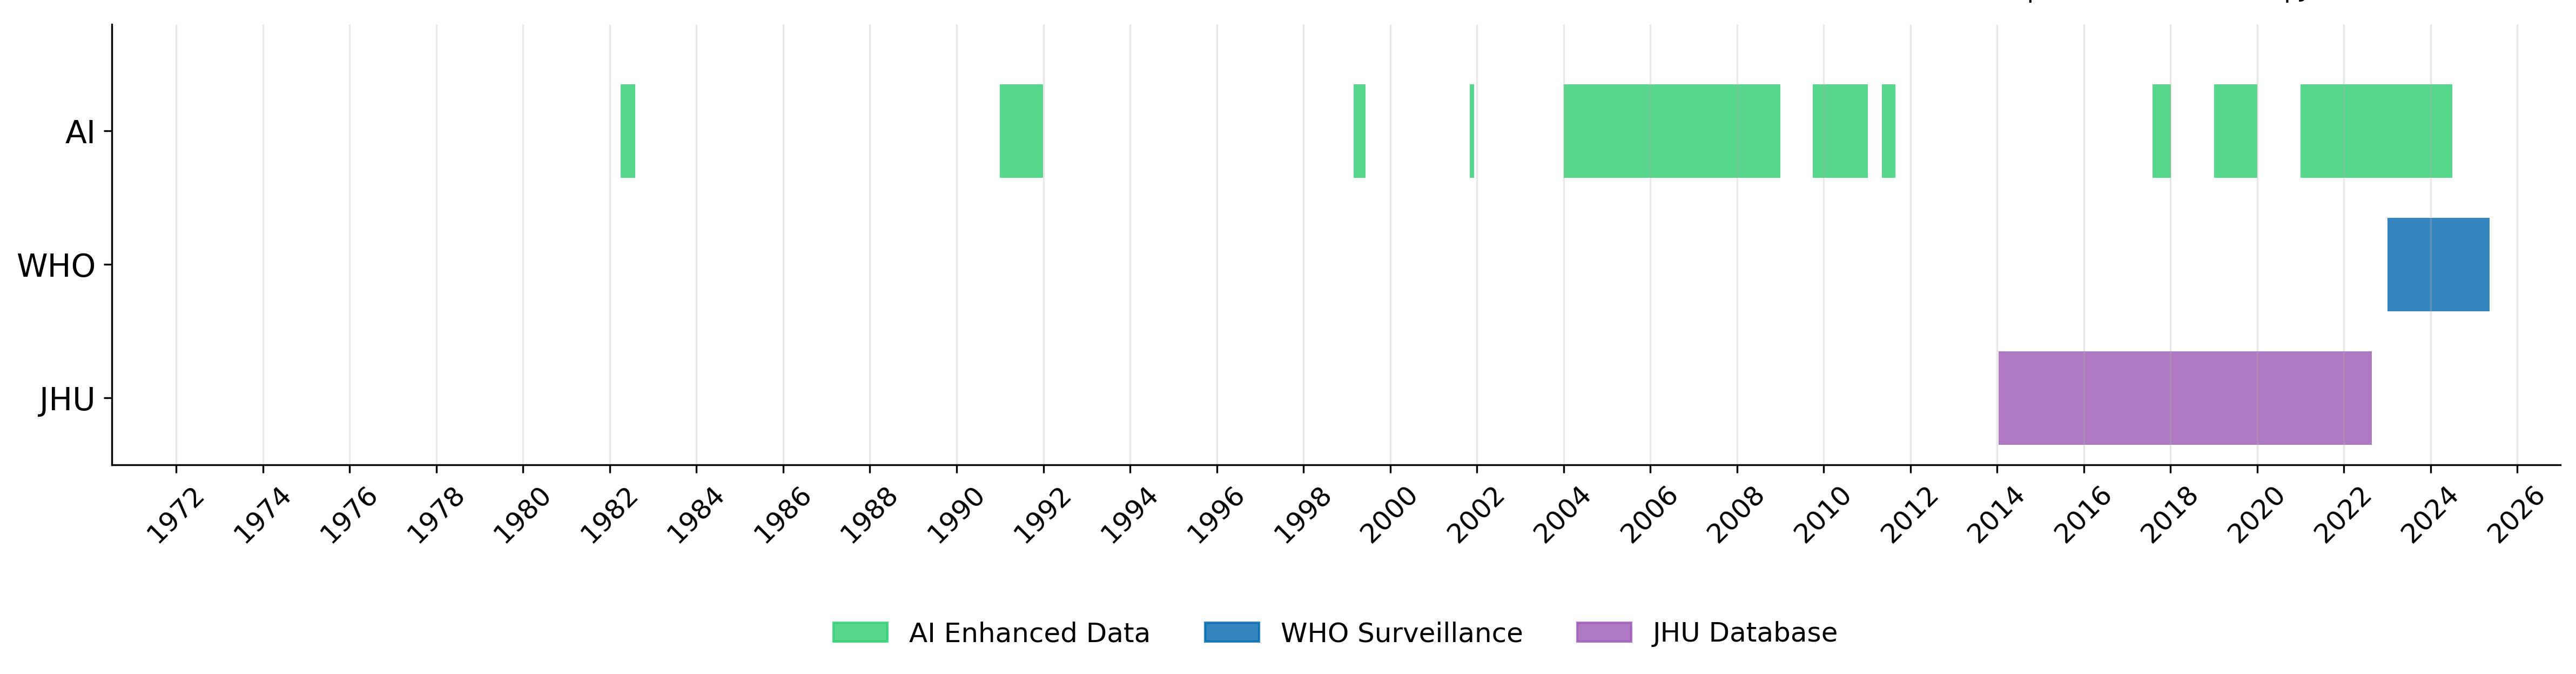 AI
WHO
JHU
1972 1974 1976 1978 1980 1982 1984 1986 1988 1990 1992 1994 1996 1998 2000 2002 2004 2006 2008 2010 2012 2014 2016 2018 2020 2022 2024 2026
AI Enhanced Data WHO Surveillance JHU Database